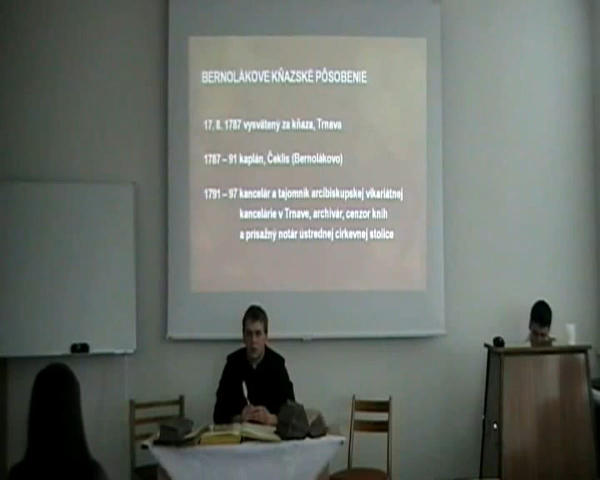 BERNOLÁKOVE KŇAZSKÉ PÔSOBENIE
17. 8. 1787 vysvätený za kňaza, Trnava
1787 – 91 kaplán, Čeklís (Bernolákovo)
1791 – 97 kancelár a tajomník arcibiskupskej vikariátnej
kancelárie v Trnave, archivár, cenzor kníh
a prísažný notár ústrednej cirkevnej stolice